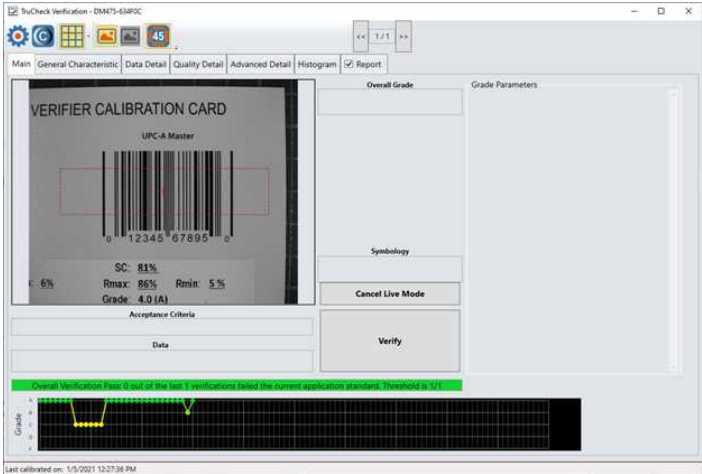 TruCheck Verification - DM475-634F0C
45
<< 1 / 1 >>
Main General Characteristic Data Detail Quality Detail Advanced Detail Histogram Report
Overall Grade
Grade Parameters
VERIFIER CALIBRATION CARD
UPC-A Master
0 12345 67895 0
SC: 81%
6% Rmax: 86% Rmin: 5 %
Grade: 4.0 (A)
Symbology
Cancel Live Mode
Acceptance Criteria
Verify
Data
Overall Verification Pass: 0 out of the last 1 verifications failed the current application standard. Threshold is 1/1
Grade
A
B
C
D
F
Last calibrated on: 1/5/2021 12:27:36 PM